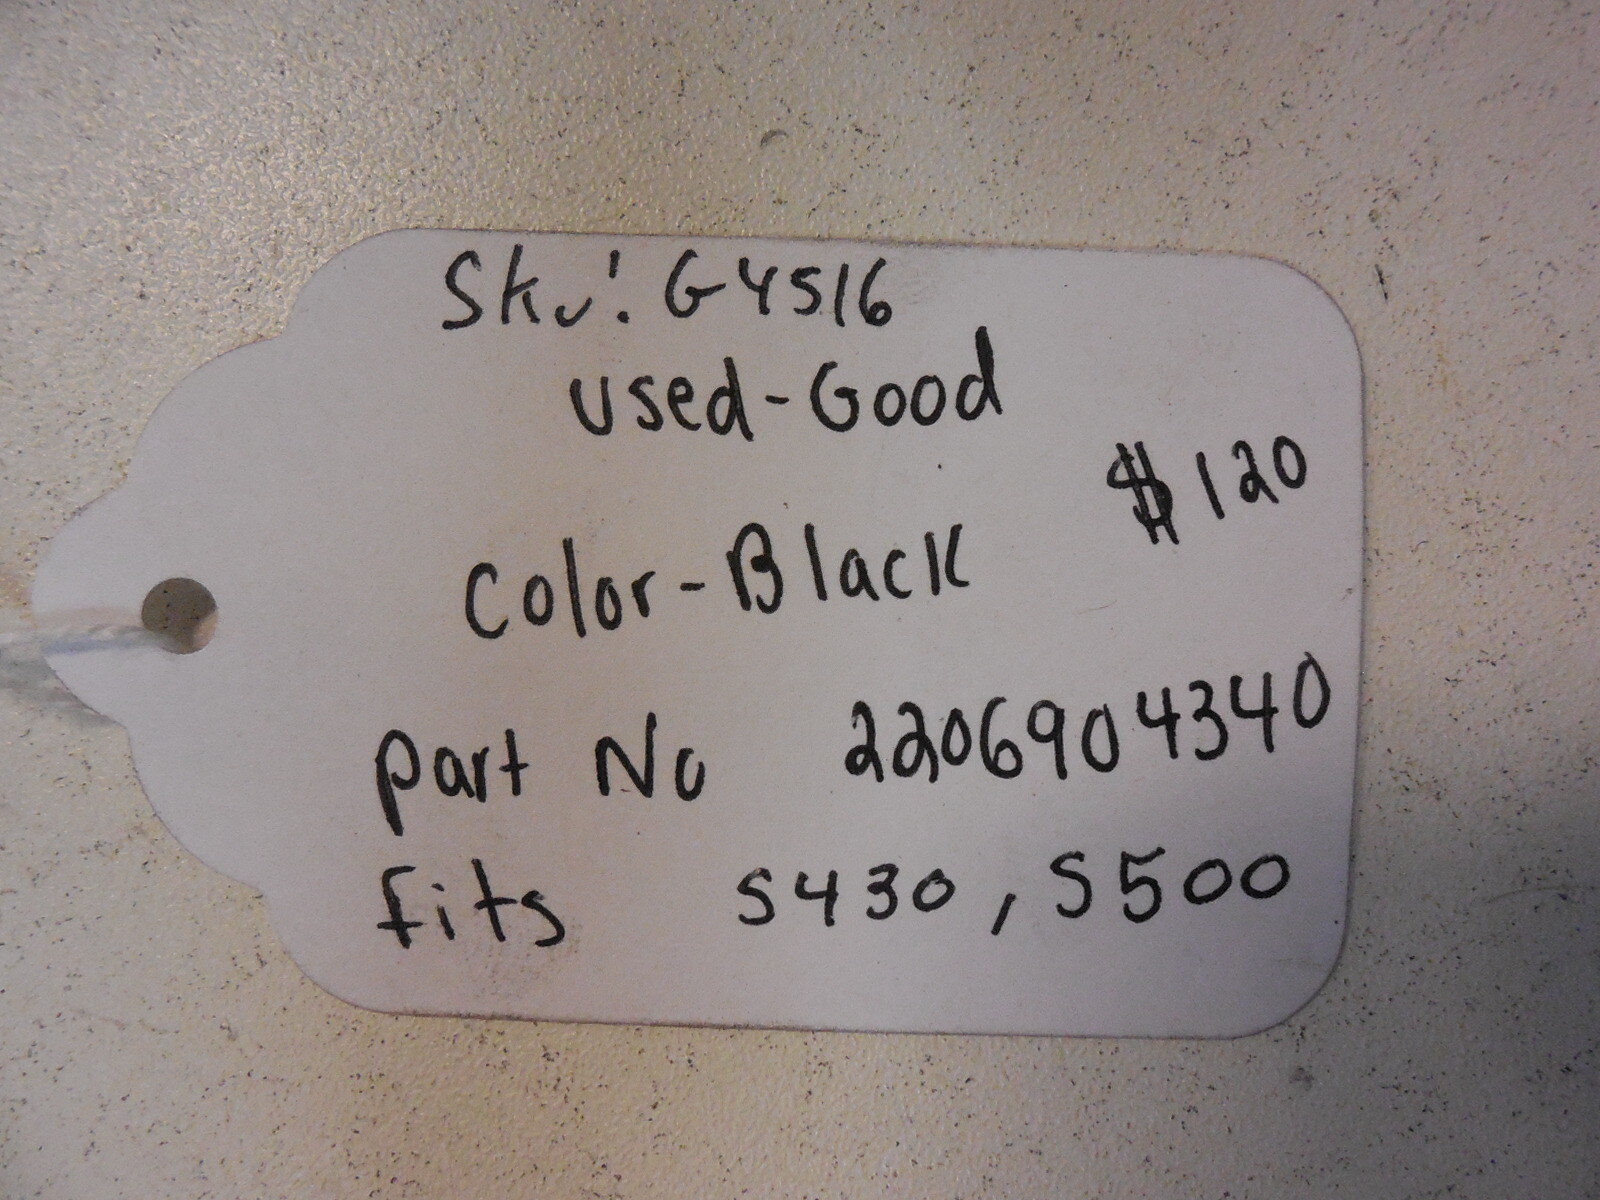 Sku: G4516
Used-Good
$120
Color-Black
Part No 2206904340
Fits S430, S500